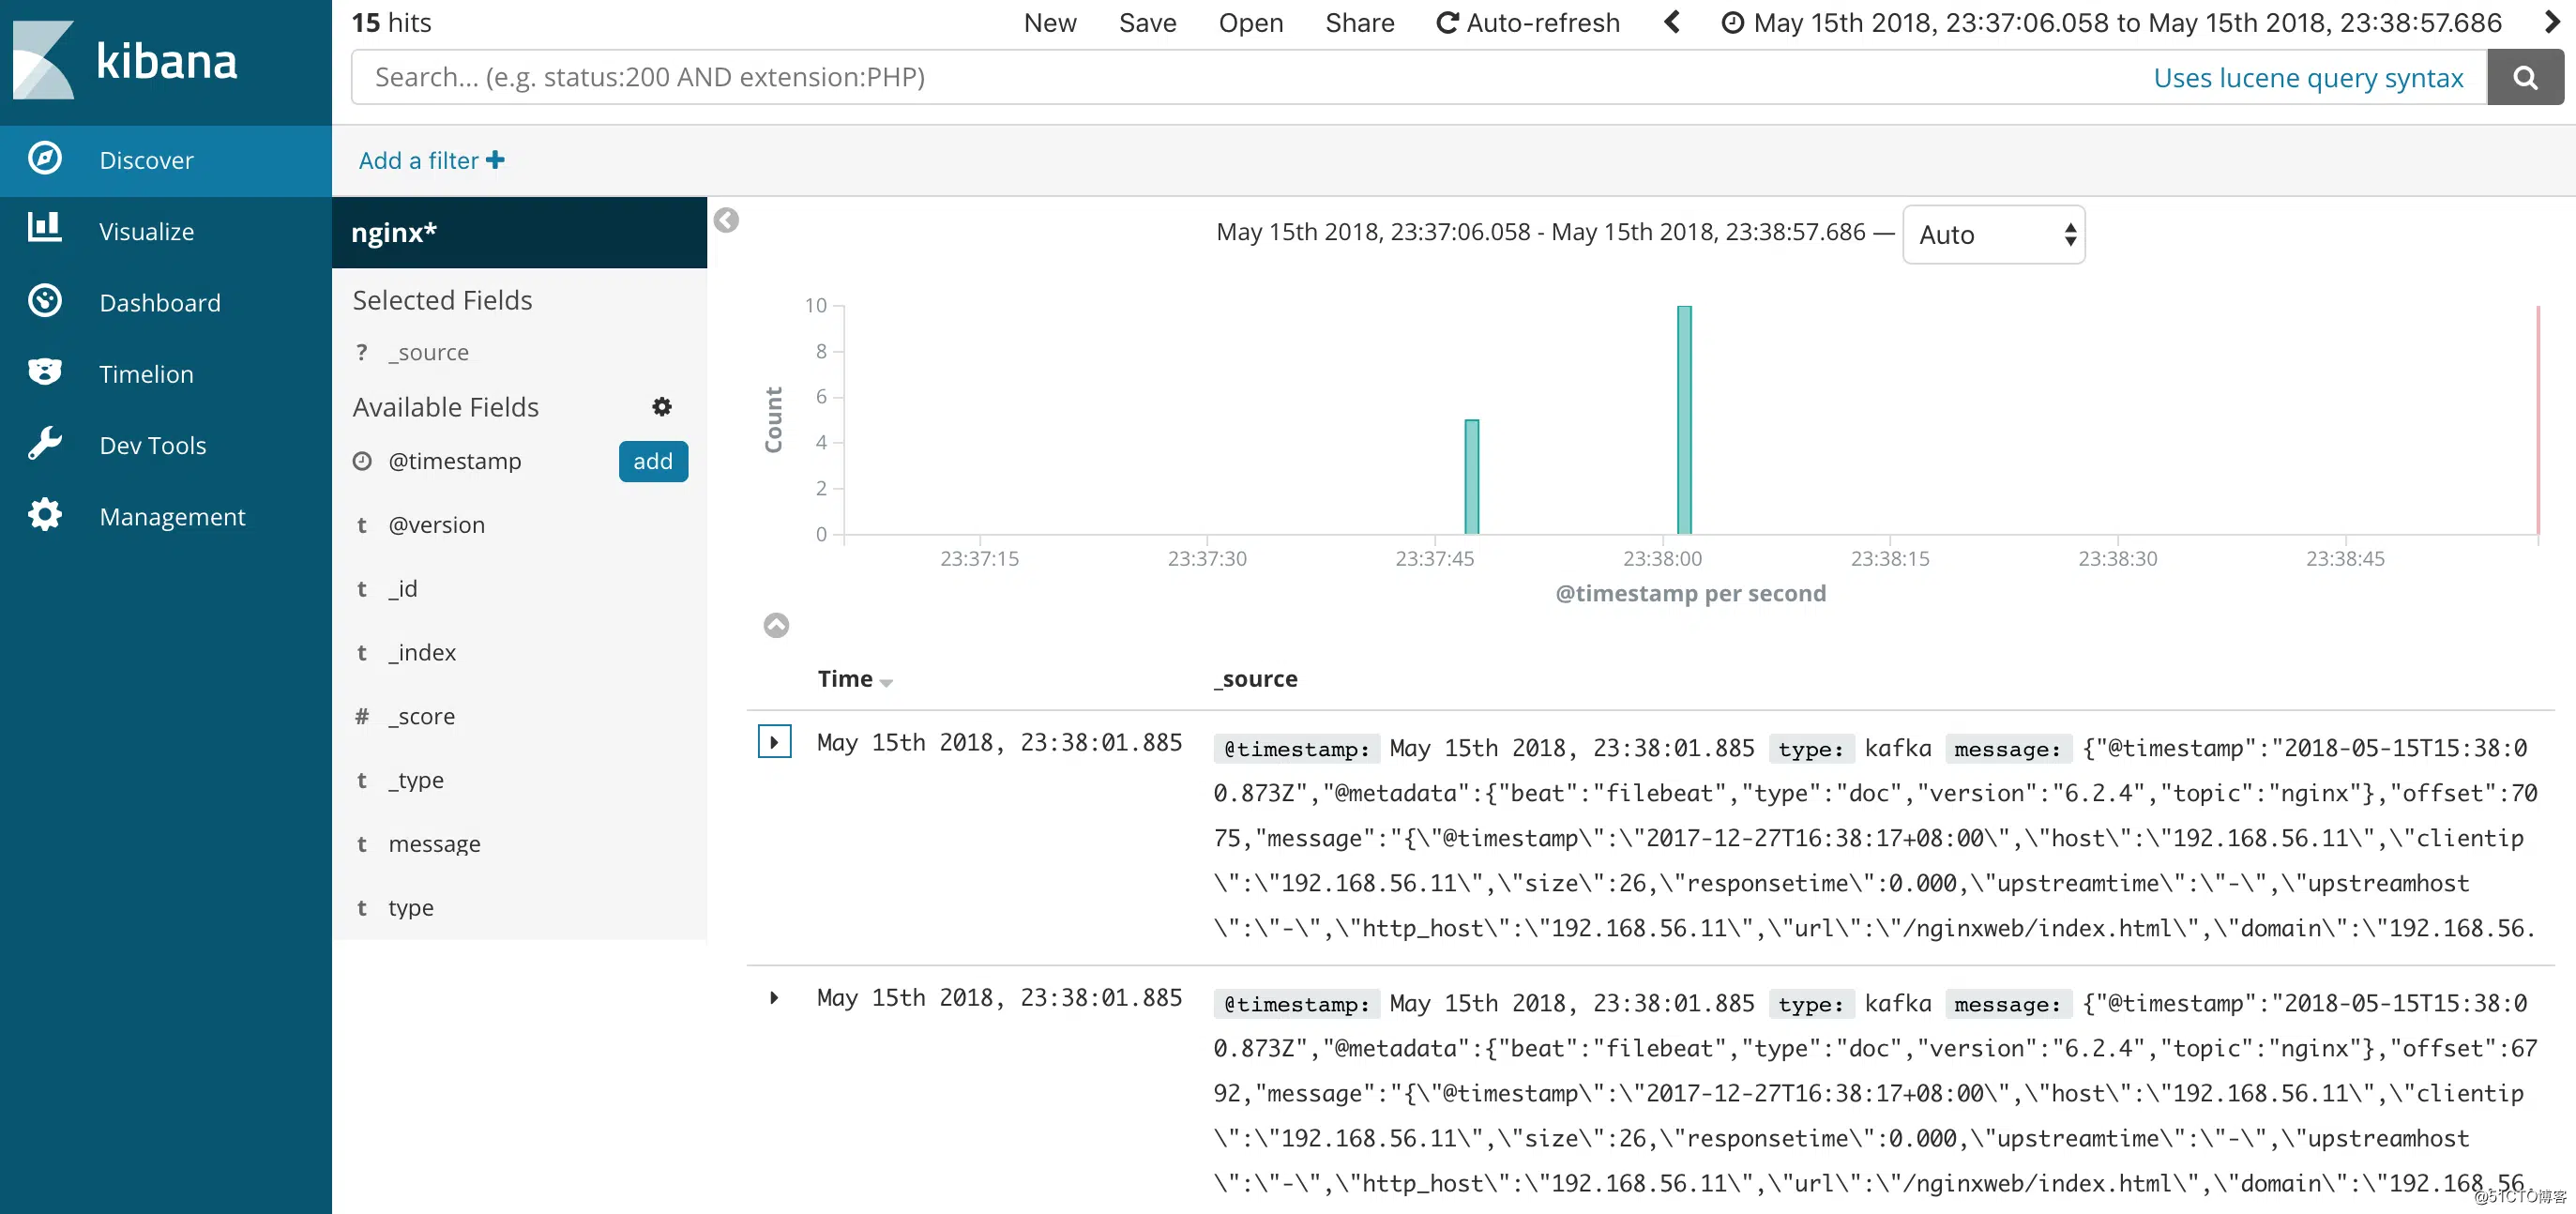 kibana
Discover
Visualize
Dashboard
Timelion
Dev Tools
Management
15 hits
New Save Open Share Auto-refresh May 15th 2018, 23:37:06.058 to May 15th 2018, 23:38:57.686
Search... (e.g. status:200 AND extension:PHP) Uses lucene query syntax
Add a filter
nginx*
Selected Fields
? _source
Available Fields
@timestamp add
t @version
t _id
t _index
# _score
t _type
t message
t type
May 15th 2018, 23:37:06.058 - May 15th 2018, 23:38:57.686 — Auto
10
8
6
4
2
0
Count
23:37:15 23:37:30 23:37:45 23:38:00 23:38:15 23:38:30 23:38:45
@timestamp per second
Time _source
May 15th 2018, 23:38:01.885 @timestamp: May 15th 2018, 23:38:01.885 type: kafka message: {"@timestamp":"2018-05-15T15:38:0
0.873Z","@metadata":{"beat":"filebeat","type":"doc","version":"6.2.4","topic":"nginx"},"offset":70
75,"message":"{\"@timestamp\":\"2017-12-27T16:38:17+08:00\",\"host\":\"192.168.56.11\",\"clientip
\":\"192.168.56.11\",\"size\":26,\"responsetime\":0.000,\"upstreamtime\":\"-\",\"upstreamhost
\":\"-\",\"http_host\":\"192.168.56.11\",\"url\":\"/nginxweb/index.html\",\"domain\":\"192.168.56.
May 15th 2018, 23:38:01.885 @timestamp: May 15th 2018, 23:38:01.885 type: kafka message: {"@timestamp":"2018-05-15T15:38:0
0.873Z","@metadata":{"beat":"filebeat","type":"doc","version":"6.2.4","topic":"nginx"},"offset":67
92,"message":"{\"@timestamp\":\"2017-12-27T16:38:17+08:00\",\"host\":\"192.168.56.11\",\"clientip
\":\"192.168.56.11\",\"size\":26,\"responsetime\":0.000,\"upstreamtime\":\"-\",\"upstreamhost
\":\"-\",\"http_host\":\"192.168.56.11\",\"url\":\"/nginxweb/index.html\",\"domain\":\"192.168.56.
@51CTO博客